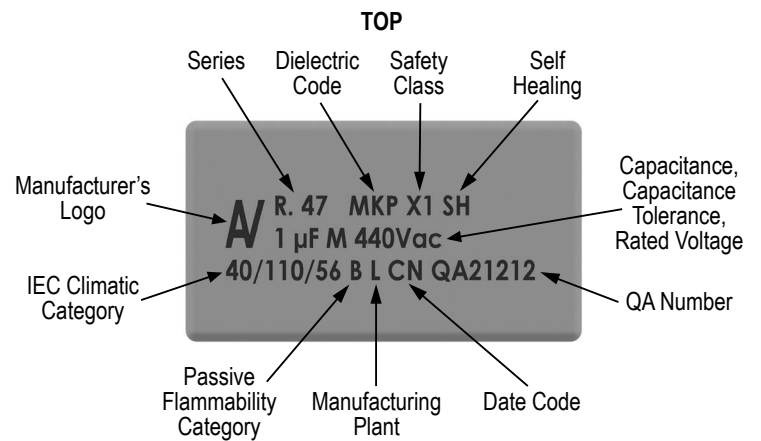 TOP
Series
Dielectric
Code
Safety
Class
Self
Healing
Manufacturer's
Logo
R. 47 MKP X1 SH
1 µF M 440Vac
40/110/56 B L CN QA21212
Capacitance,
Capacitance
Tolerance,
Rated Voltage
IEC Climatic
Category
QA Number
Passive
Flammability
Category
Manufacturing
Plant
Date Code